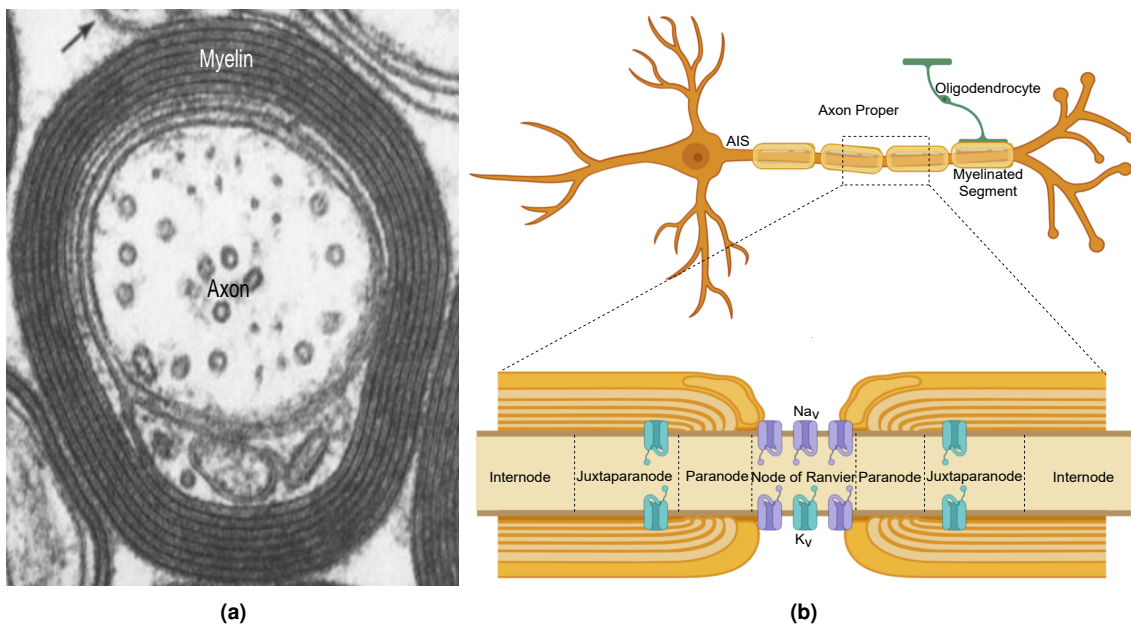 Myelin
Axon
(a)
Oligodendrocyte
Axon Proper
AIS
Myelinated
Segment
Nav
Internode
Juxtaparanode
Paranode
Node of Ranvier
Paranode
Juxtaparanode
Internode
Kv
(b)